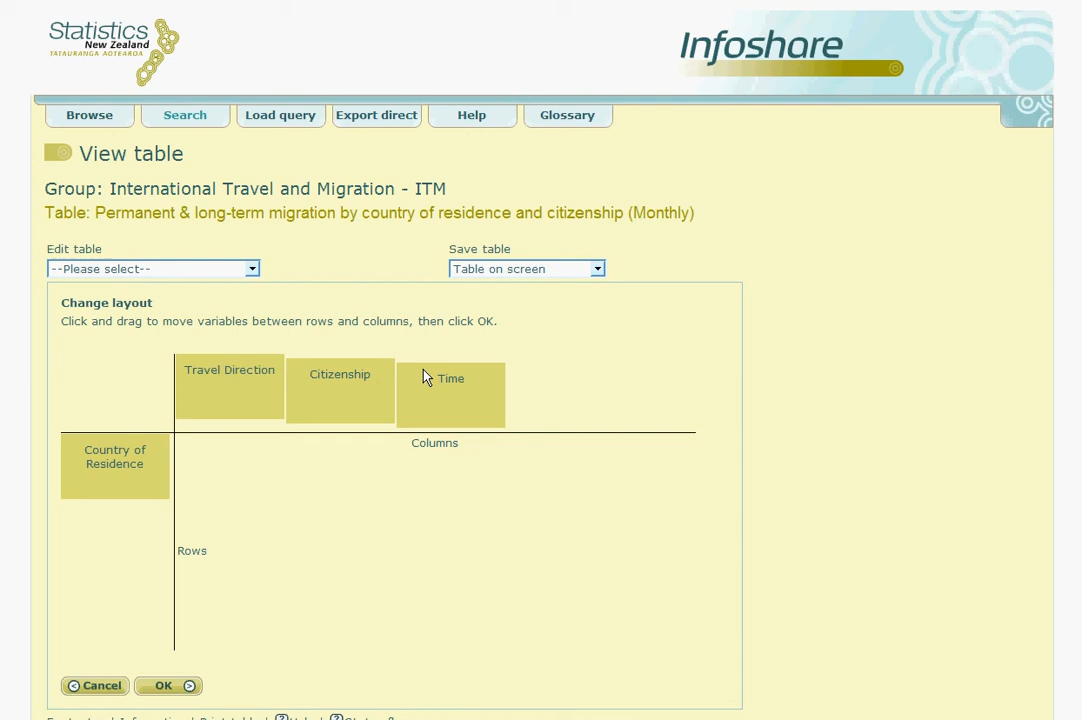 Statistics
New Zealand
TATAURANGA AOTEAROA
Infoshare
Browse
Search
Load query
Export direct
Help
Glossary
View table
Group: International Travel and Migration - ITM
Table: Permanent & long-term migration by country of residence and citizenship (Monthly)
Edit table
Save table
--Please select--
Table on screen
Change layout
Click and drag to move variables between rows and columns, then click OK.
Travel Direction
Citizenship
Time
Columns
Country of
Residence
Rows
Cancel
OK